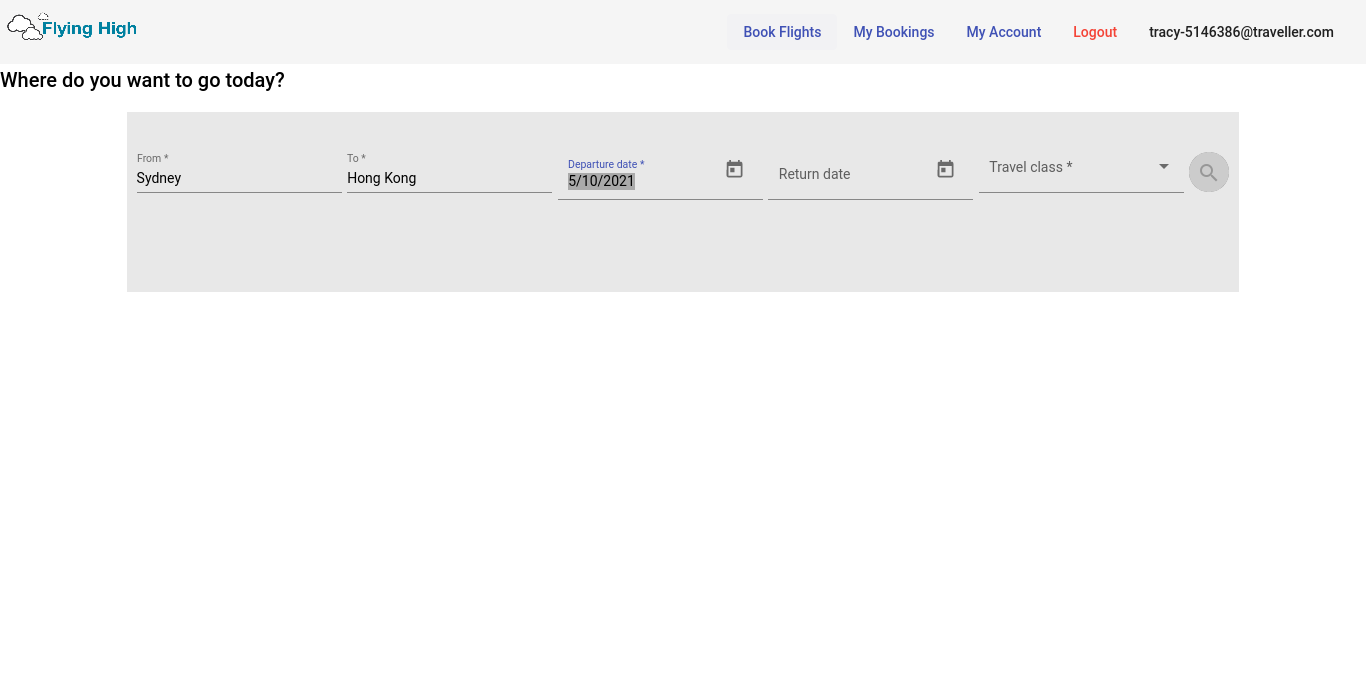 Flying High
Book Flights
My Bookings
My Account
Logout
tracy-5146386@traveller.com
Where do you want to go today?
From *
Sydney
To *
Hong Kong
Departure date *
5/10/2021
Return date
Travel class *